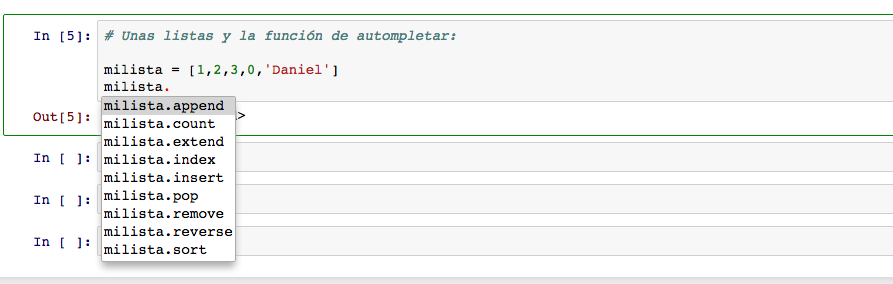 In [5]: # Unas listas y la función de autompletar:
milista = [1,2,3,0,'Daniel']
milista.
milista.append
Out[5]: >
milista.count
milista.extend
In [ ]: milista.index
milista.insert
In [ ]: milista.pop
milista.remove
milista.reverse
In [ ]: milista.sort